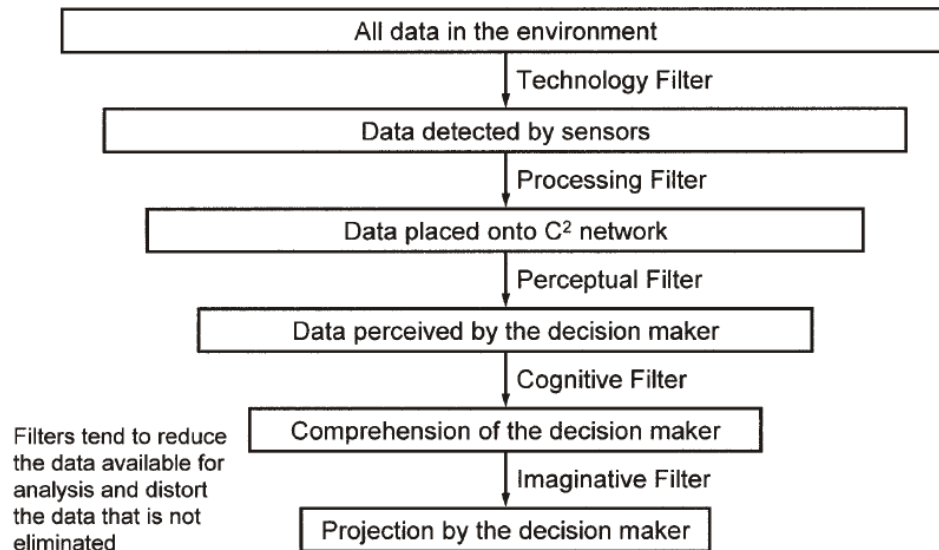 All data in the environment
Technology Filter
Data detected by sensors
Processing Filter
Data placed onto C² network
Perceptual Filter
Data perceived by the decision maker
Cognitive Filter
Comprehension of the decision maker
Imaginative Filter
Projection by the decision maker
Filters tend to reduce
the data available for
analysis and distort
the data that is not
eliminated